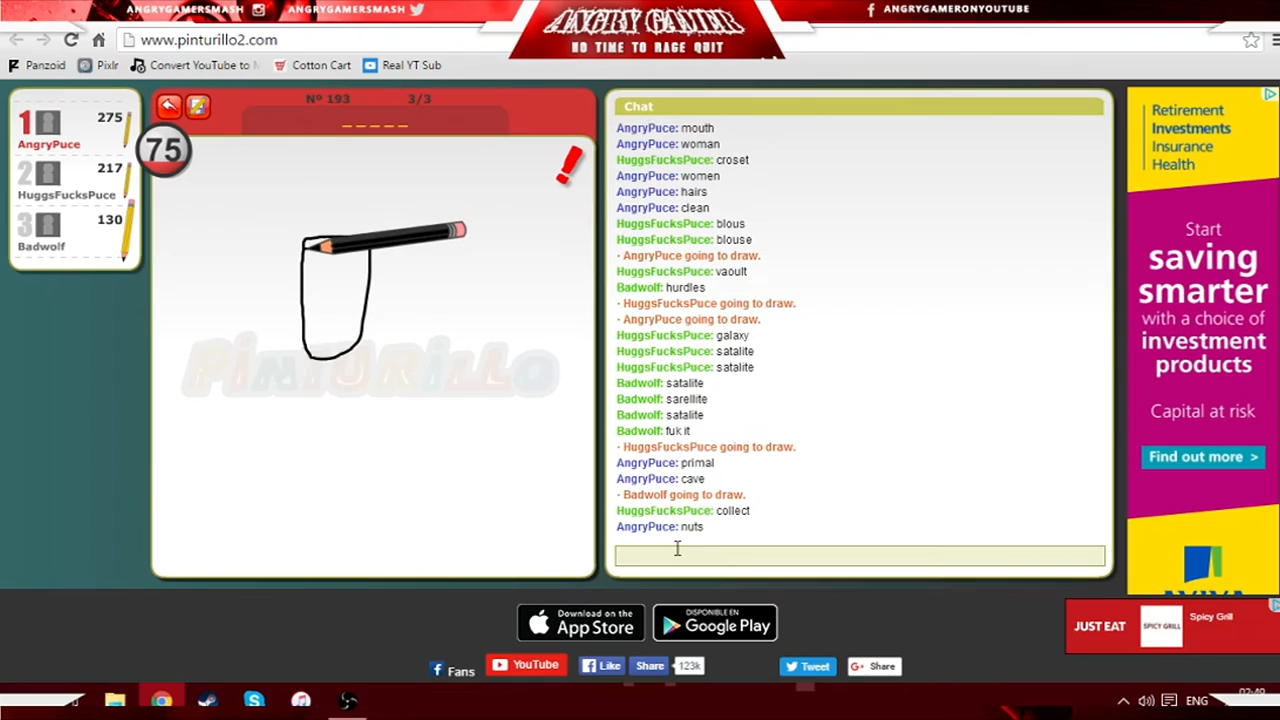 ANGRYGAMERSMASH
ANGRYGAMERSMASH
ANGRY GAMER
NO TIME TO RAGE QUIT
ANGRYGAMERONYOUTUBE
www.pinturillo2.com
Panzoid
Pixlr
Convert YouTube to M
Cotton Cart
Real YT Sub
1 275
AngryPuce
2 217
HuggsFucksPuce
3 130
Badwolf
75
Nº 193 3/3
_ _ _ _ _
PinTURillo
Chat
AngryPuce: mouth
AngryPuce: woman
HuggsFucksPuce: croset
AngryPuce: women
AngryPuce: hairs
AngryPuce: clean
HuggsFucksPuce: blous
HuggsFucksPuce: blouse
· AngryPuce going to draw.
HuggsFucksPuce: vaoult
Badwolf: hurdles
· HuggsFucksPuce going to draw.
· AngryPuce going to draw.
HuggsFucksPuce: galaxy
HuggsFucksPuce: satalite
HuggsFucksPuce: satalite
Badwolf: satalite
Badwolf: sarellite
Badwolf: satalite
Badwolf: fuk it
· HuggsFucksPuce going to draw.
AngryPuce: primal
AngryPuce: cave
· Badwolf going to draw.
HuggsFucksPuce: collect
AngryPuce: nuts
Retirement
Investments
Insurance
Health
Start
saving
smarter
with a choice of
investment
products
Capital at risk
Find out more >
Download on the
App Store
DISPONIBLE EN
Google Play
JUST EAT
SPICY GRILL
Spicy Grill
Fans
YouTube
Like
Share
123k
Tweet
G+ Share
ENG
02:49